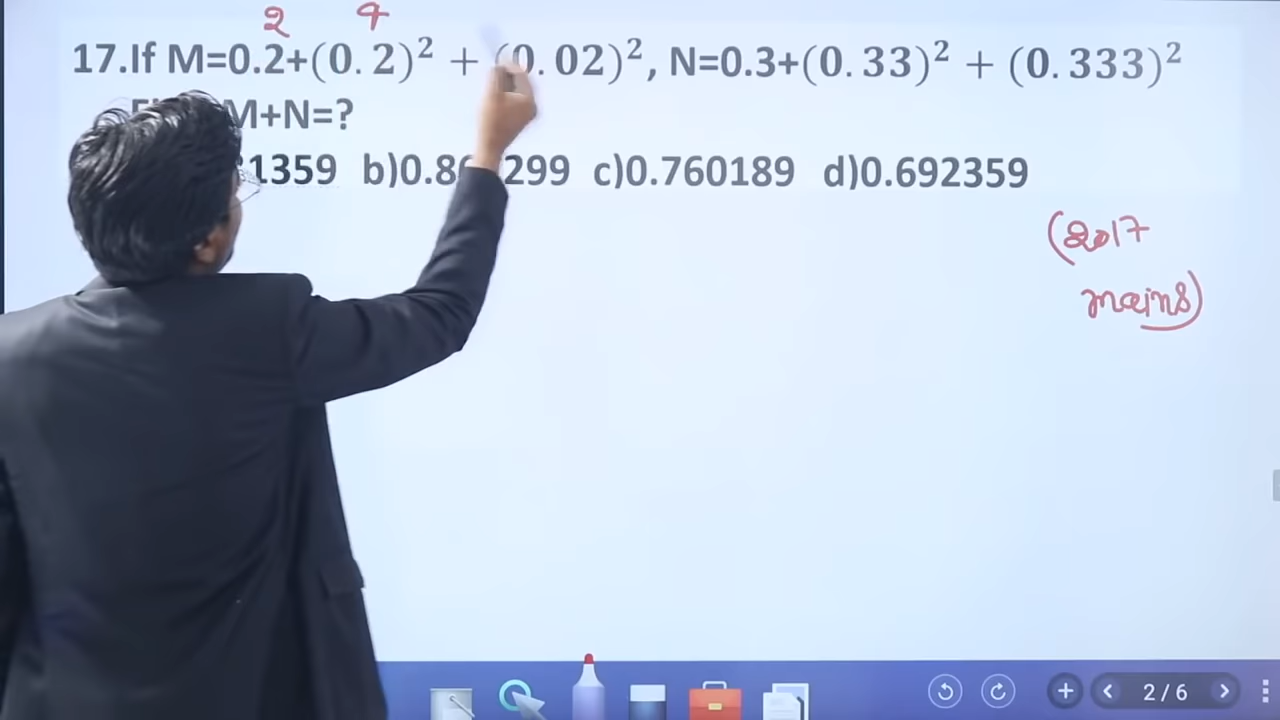 2 4
17.If M=0.2+(0.2)² + (0.02)², N=0.3+(0.33)² + (0.333)²
M+N=?
1359 b)0.8 299 c)0.760189 d)0.692359
(2017
mains)
2 / 6